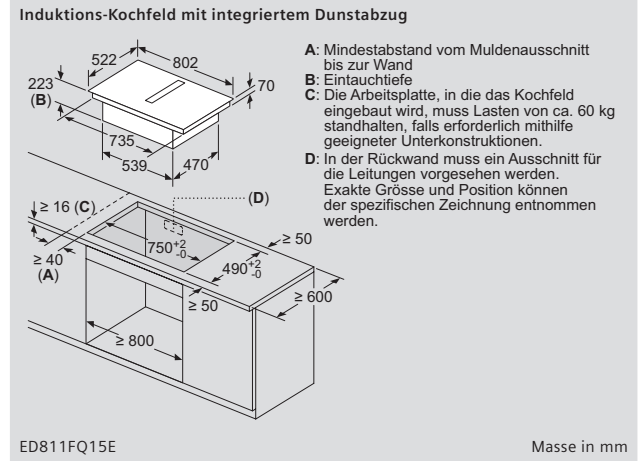 Induktions-Kochfeld mit integriertem Dunstabzug
522
802
223
(B)
70
735
539
470
A: Mindestabstand vom Muldenausschnitt
bis zur Wand
B: Eintauchtiefe
C: Die Arbeitsplatte, in die das Kochfeld
eingebaut wird, muss Lasten von ca. 60 kg
standhalten, falls erforderlich mithilfe
geeigneter Unterkonstruktionen.
D: In der Rückwand muss ein Ausschnitt für
die Leitungen vorgesehen werden.
Exakte Grösse und Position können
der spezifischen Zeichnung entnommen
werden.
≥ 16 (C)
(D)
750+2 -0
≥ 50
490+2 -0
≥ 40
(A)
≥ 50
≥ 600
≥ 800
ED811FQ15E
Masse in mm